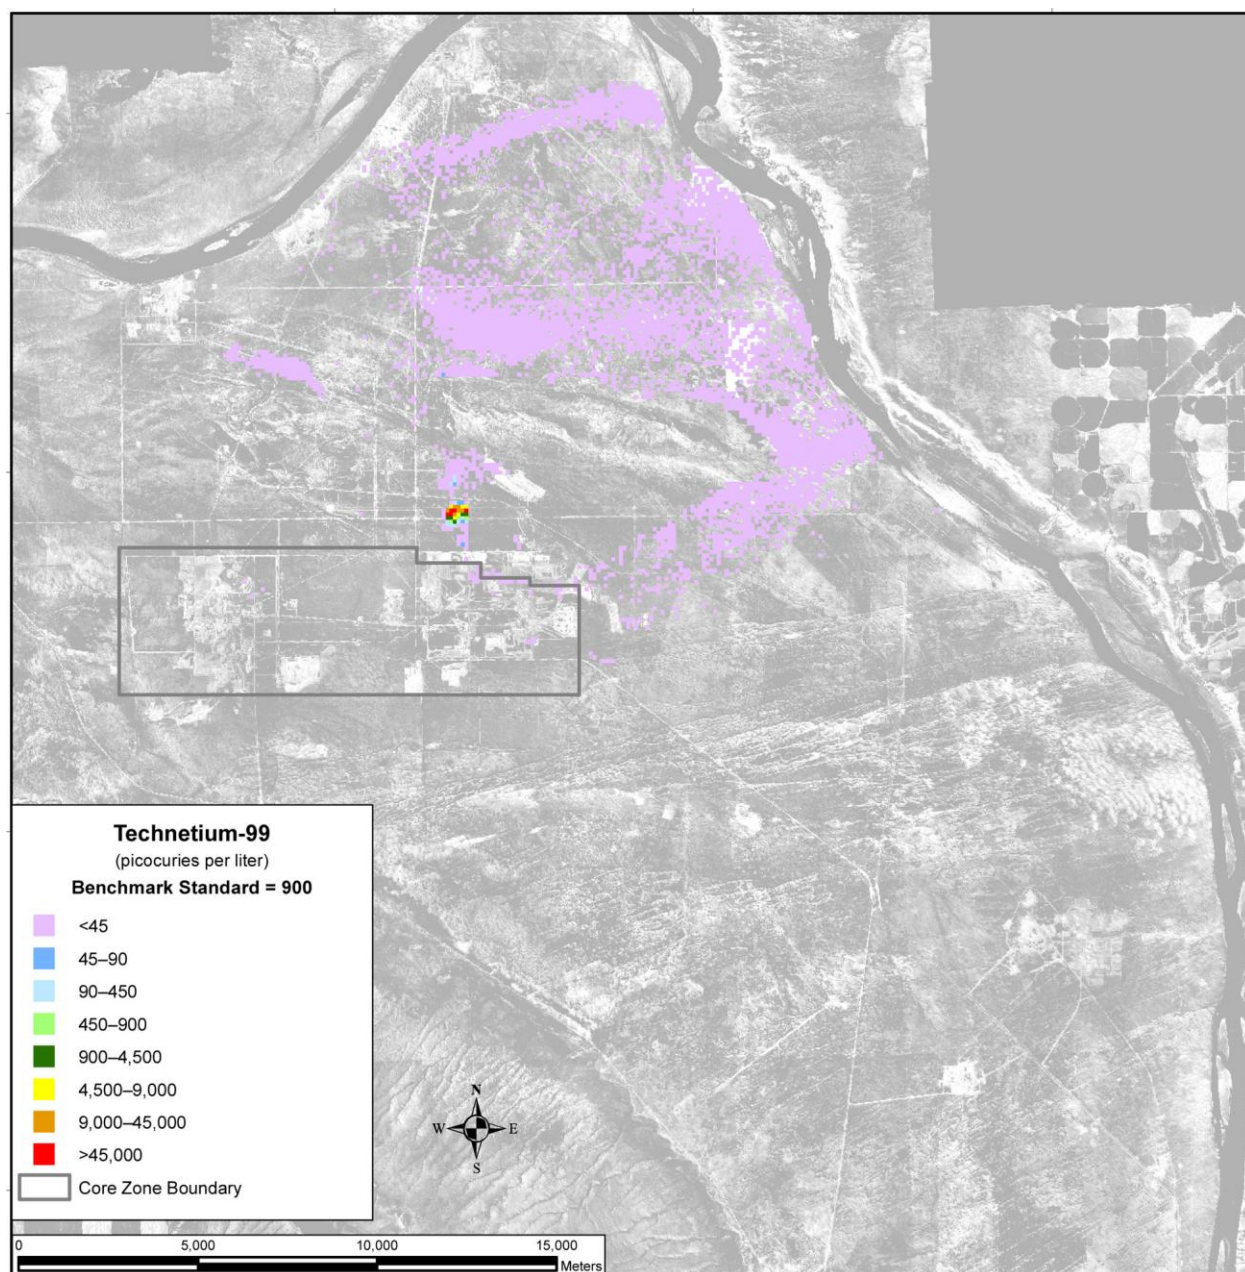 Technetium-99
(picocuries per liter)
Benchmark Standard = 900
<45
45–90
90–450
450–900
900–4,500
4,500–9,000
9,000–45,000
>45,000
Core Zone Boundary
N
W E
S
0 5,000 10,000 15,000
Meters